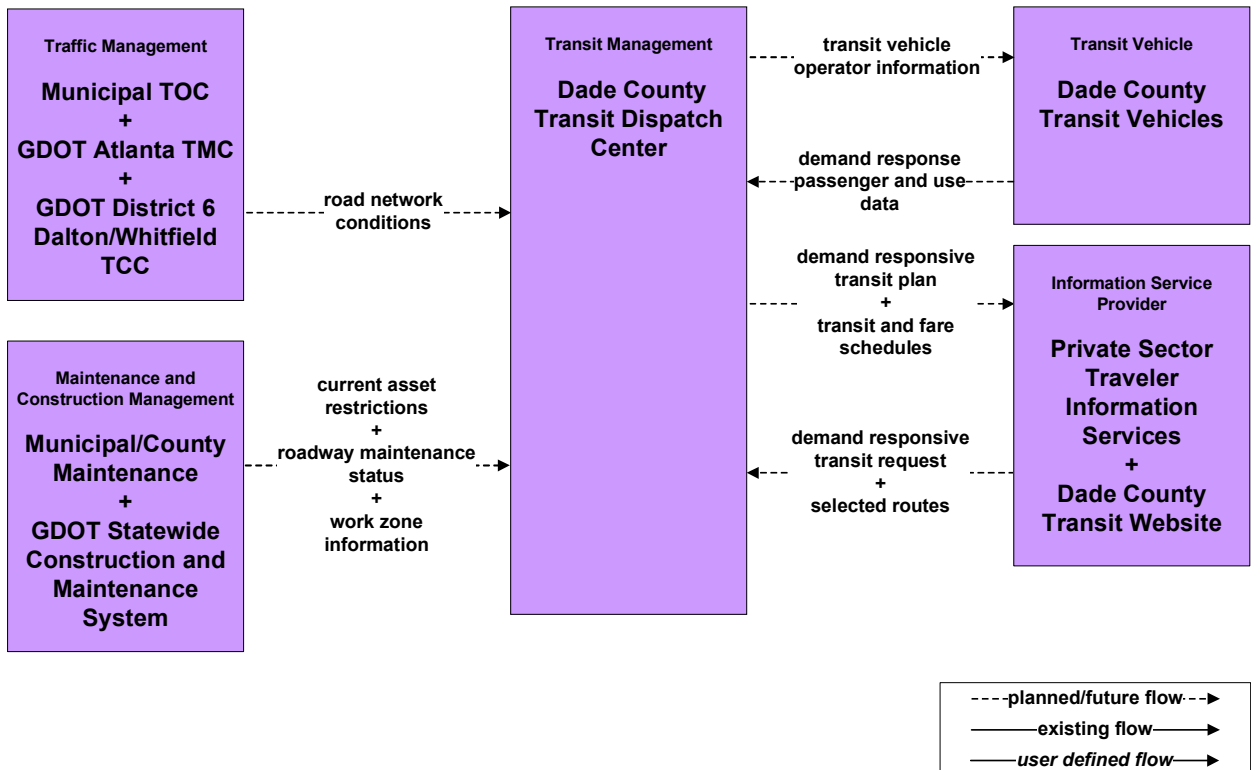 Traffic Management
Municipal TOC
+
GDOT Atlanta TMC
+
GDOT District 6
Dalton/Whitfield
TCC
road network
conditions
Maintenance and
Construction Management
Municipal/County
Maintenance
+
GDOT Statewide
Construction and
Maintenance
System
current asset
restrictions
+
roadway maintenance
status
+
work zone
information
Transit Management
Dade County
Transit Dispatch
Center
transit vehicle
operator information
demand response
passenger and use
data
Transit Vehicle
Dade County
Transit Vehicles
demand responsive
transit plan
+
transit and fare
schedules
demand responsive
transit request
+
selected routes
Information Service
Provider
Private Sector
Traveler
Information
Services
+
Dade County
Transit Website
planned/future flow
existing flow
user defined flow